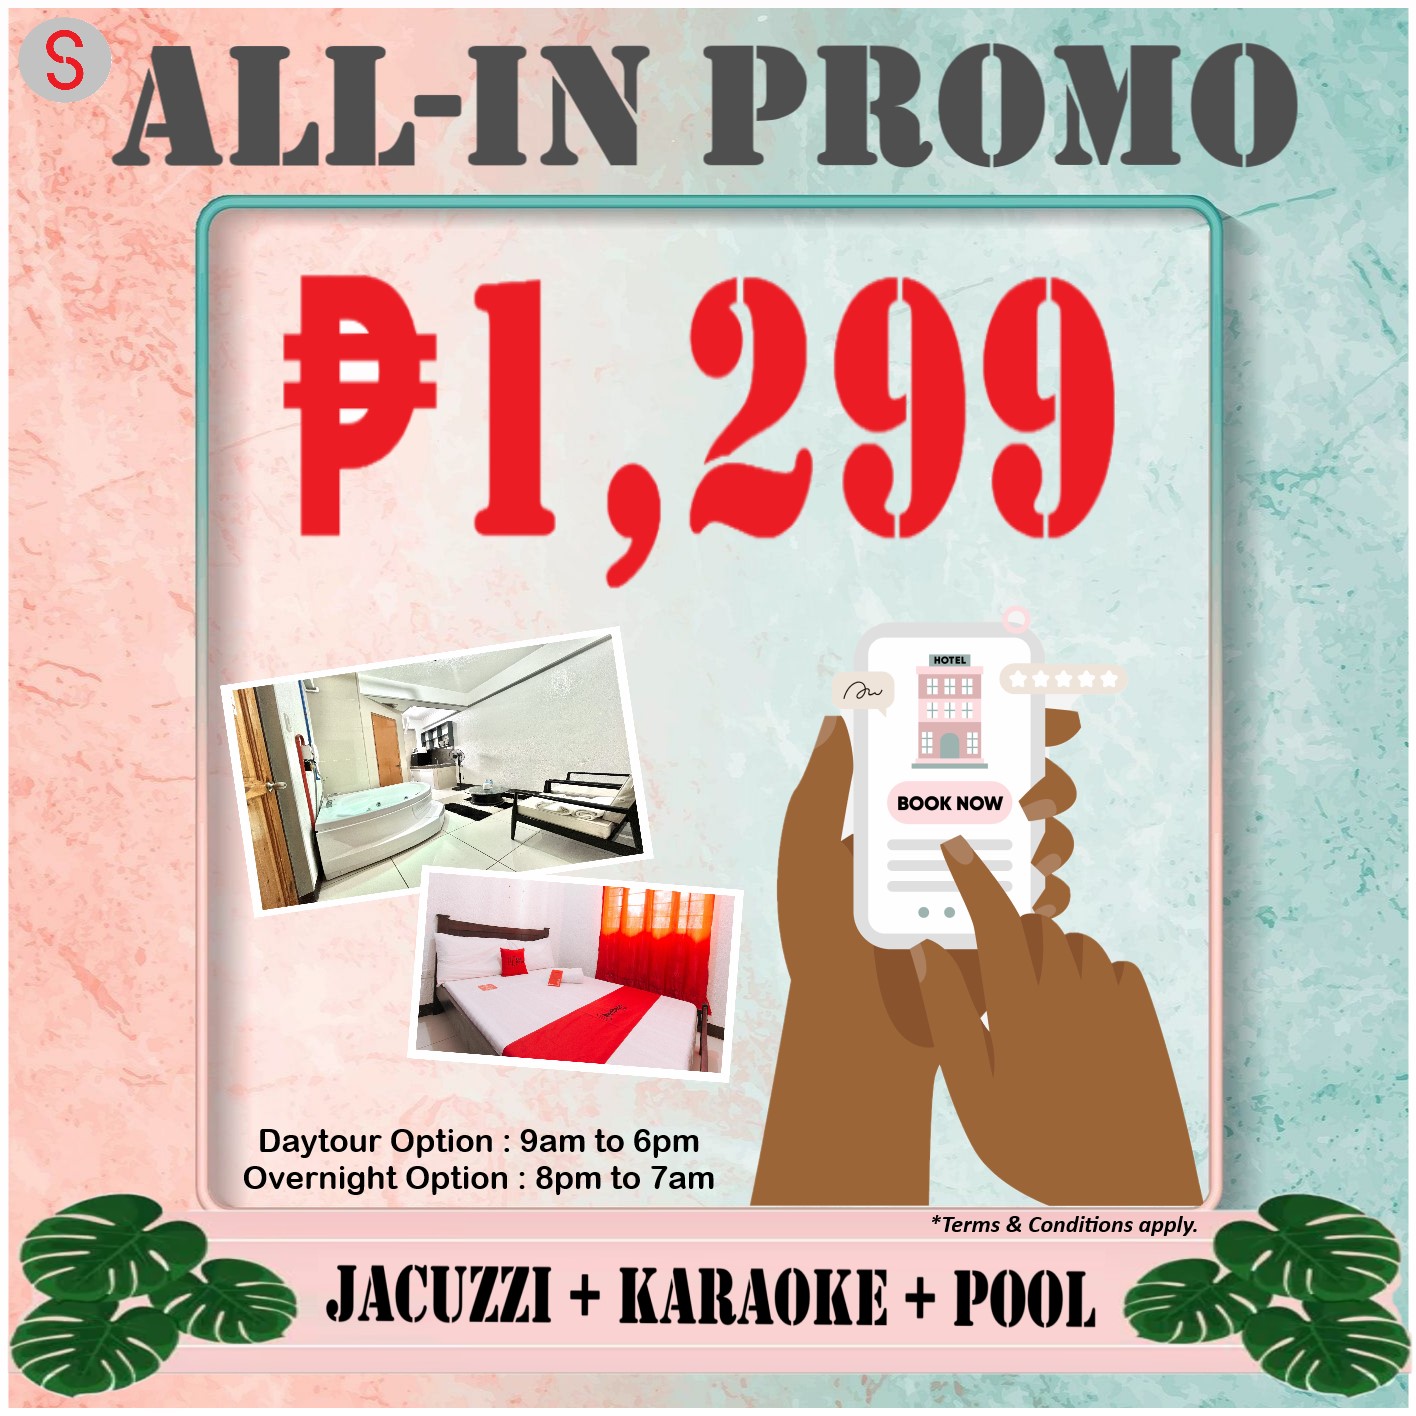 S
ALL-IN PROMO
₱1,299
HOTEL
BOOK NOW
Daytour Option : 9am to 6pm
Overnight Option : 8pm to 7am
*Terms & Conditions apply.
JACUZZI + KARAOKE + POOL